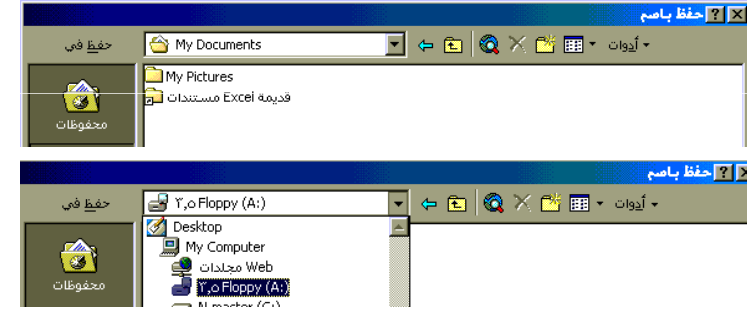 حفظ باسم
حفظ في
My Documents
أدوات
My Pictures
مستندات Excel قديمة
محفوظات
حفظ باسم
حفظ في
٣,٥ Floppy (A:)
أدوات
Desktop
My Computer
مجلدات Web
محفوظات
٣,٥ Floppy (A:)
N master (C:)